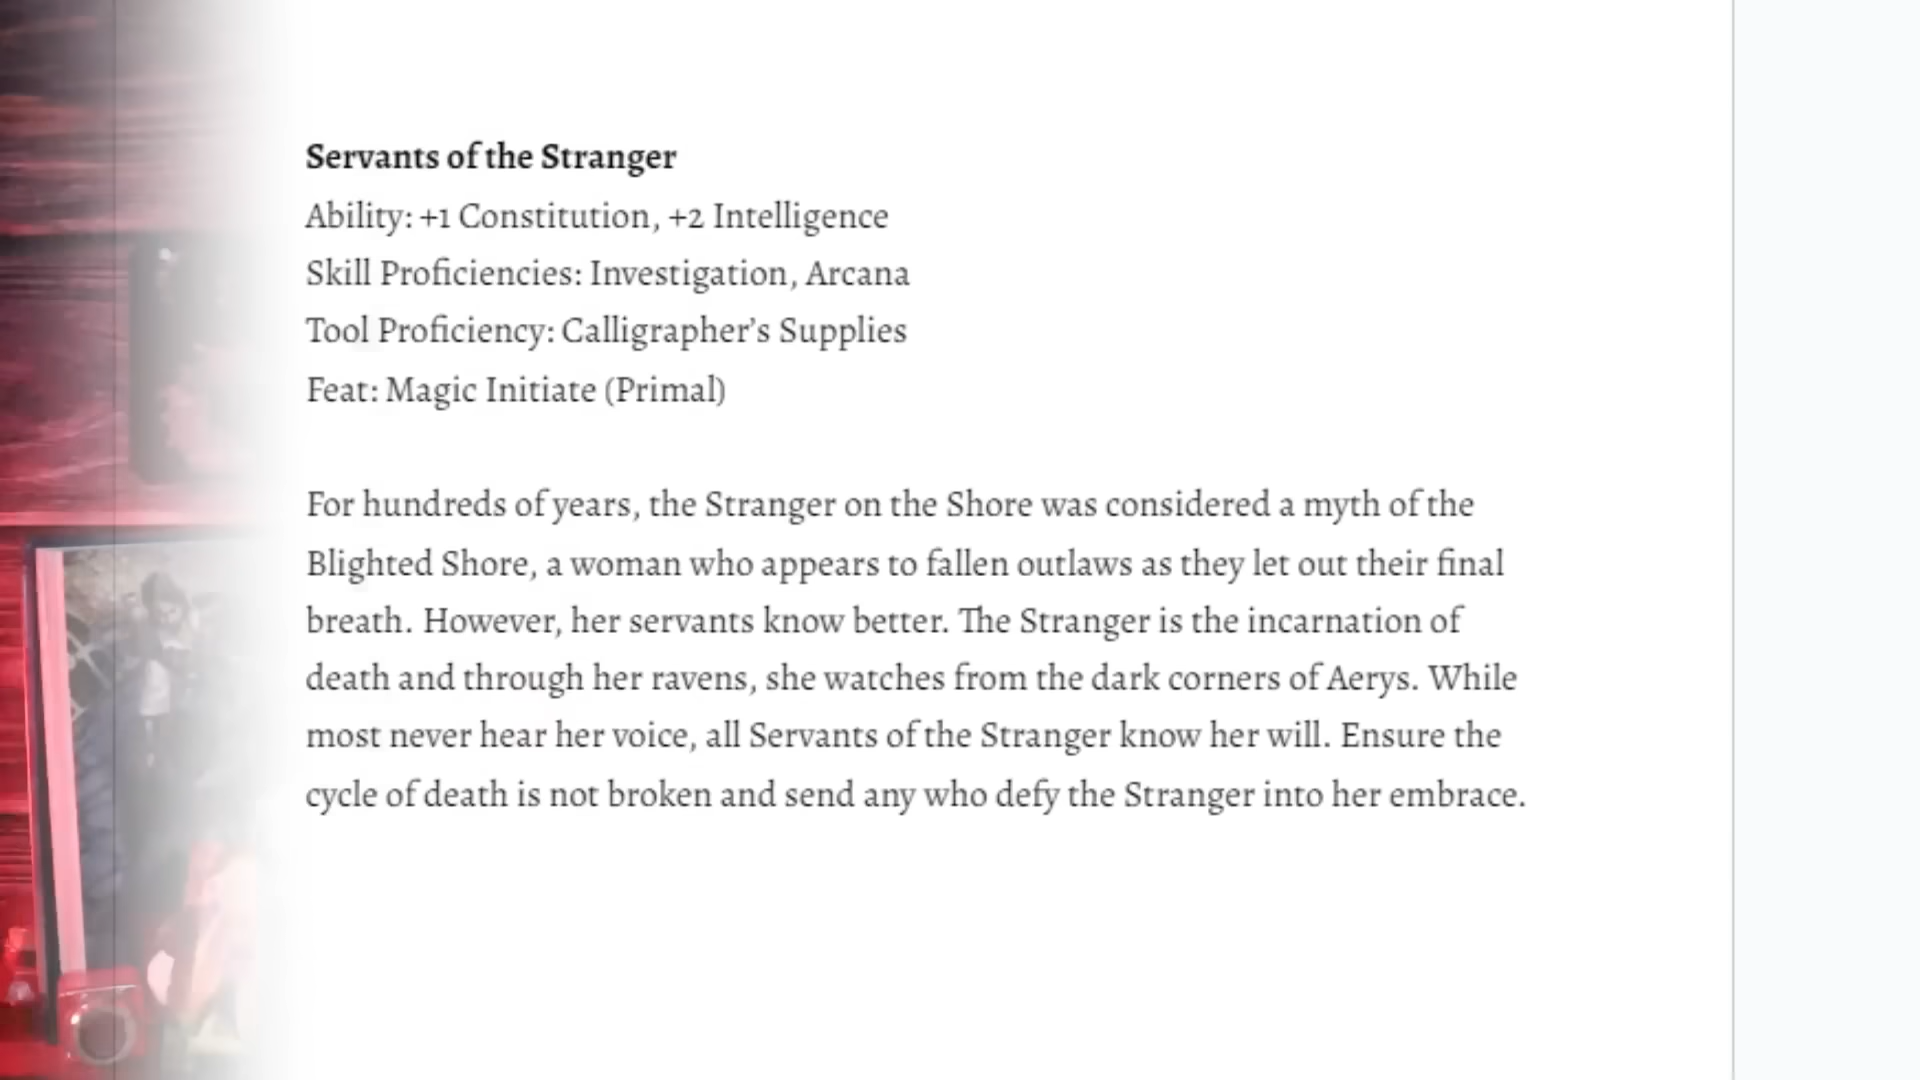 Servants of the Stranger
Ability: +1 Constitution, +2 Intelligence
Skill Proficiencies: Investigation, Arcana
Tool Proficiency: Calligrapher’s Supplies
Feat: Magic Initiate (Primal)
For hundreds of years, the Stranger on the Shore was considered a myth of the
Blighted Shore, a woman who appears to fallen outlaws as they let out their final
breath. However, her servants know better. The Stranger is the incarnation of
death and through her ravens, she watches from the dark corners of Aerys. While
most never hear her voice, all Servants of the Stranger know her will. Ensure the
cycle of death is not broken and send any who defy the Stranger into her embrace.